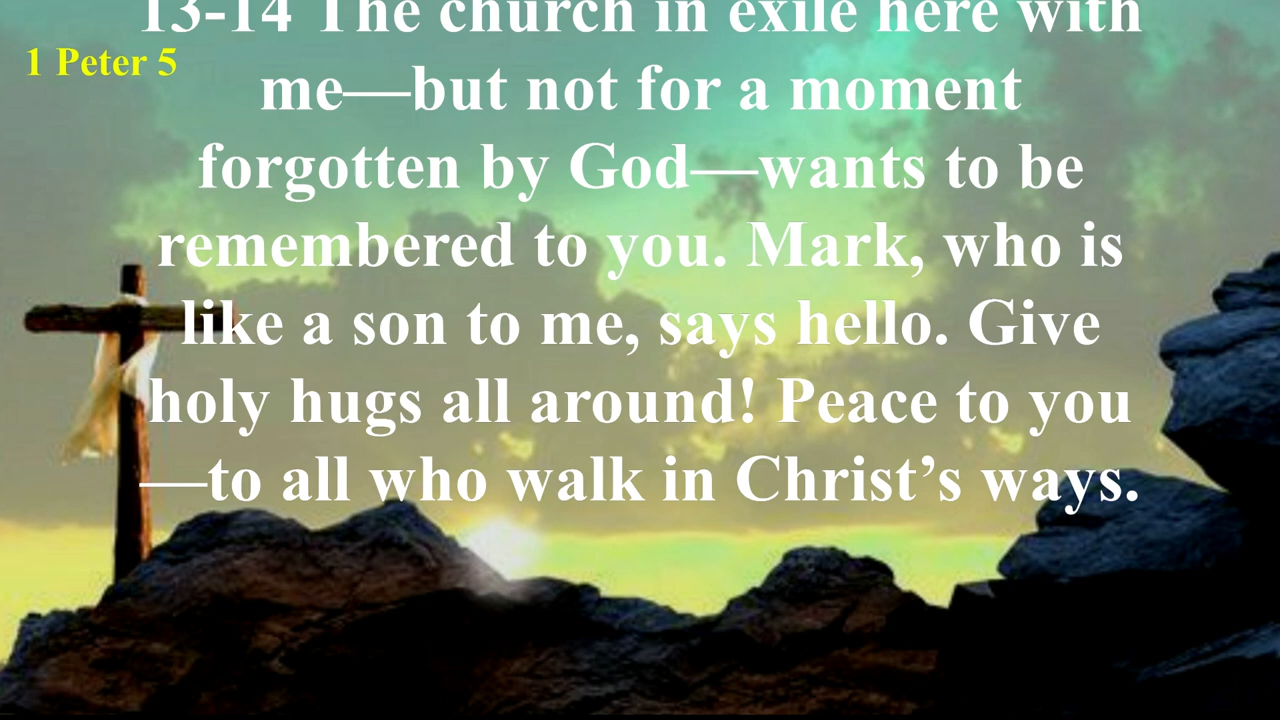 13-14 The church in exile here with
1 Peter 5
me—but not for a moment
forgotten by God—wants to be
remembered to you. Mark, who is
like a son to me, says hello. Give
holy hugs all around! Peace to you
—to all who walk in Christ’s ways.